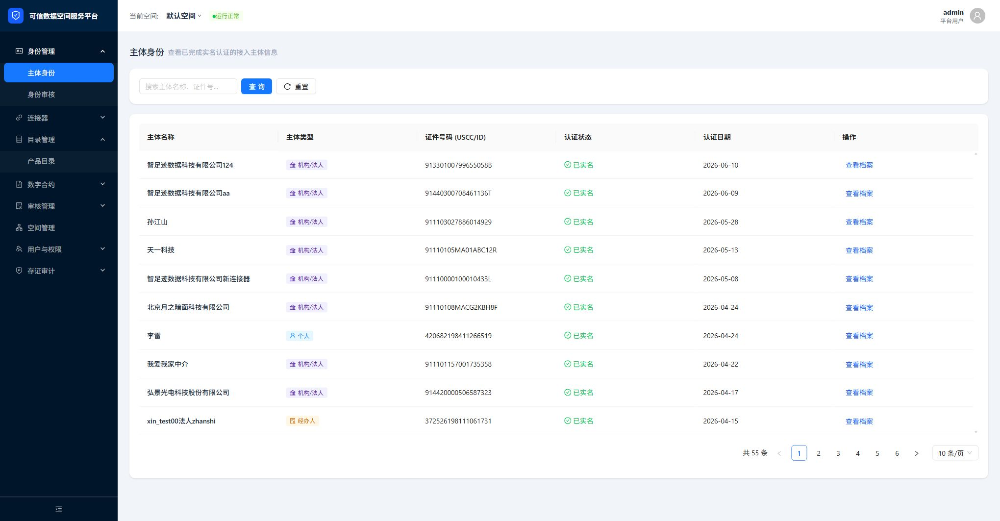 可信数据空间服务平台
当前空间: 默认空间 运行正常
admin
平台用户
身份管理
主体身份
身份审核
连接器
目录管理
产品目录
数字合约
审核管理
空间管理
用户与权限
存证审计
主体身份 查看已完成实名认证的接入主体信息
搜索主体名称、证件号... 查 询 重置
主体名称 主体类型 证件号码 (USCC/ID) 认证状态 认证日期 操作
智足迹数据科技有限公司124 机构/法人 91330100799655058B 已实名 2026-06-10 查看档案
智足迹数据科技有限公司aa 机构/法人 91440300708461136T 已实名 2026-06-09 查看档案
孙江山 机构/法人 911103027886014929 已实名 2026-05-28 查看档案
天一科技 机构/法人 91110105MA01ABC12R 已实名 2026-05-13 查看档案
智足迹数据科技有限公司新连接器 机构/法人 91110000100010433L 已实名 2026-05-08 查看档案
北京月之暗面科技有限公司 机构/法人 91110108MACG2KBH8F 已实名 2026-04-24 查看档案
李雷 个人 420682198411266519 已实名 2026-04-24 查看档案
我爱我家中介 机构/法人 911101157001735358 已实名 2026-04-22 查看档案
弘景光电科技股份有限公司 机构/法人 914420000506587323 已实名 2026-04-17 查看档案
xin_test00法人zhanshi 经办人 372526198111061731 已实名 2026-04-15 查看档案
共 55 条 < 1 2 3 4 5 6 > 10 条/页